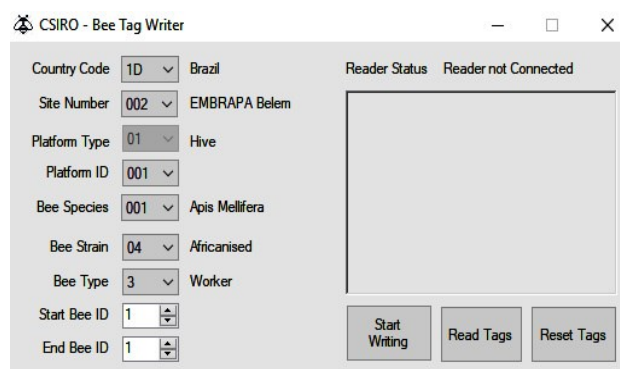 CSIRO - Bee Tag Writer
Country Code 1D Brazil Reader Status Reader not Connected
Site Number 002 EMBRAPA Belem
Platform Type 01 Hive
Platform ID 001
Bee Species 001 Apis Mellifera
Bee Strain 04 Africanised
Bee Type 3 Worker
Start Bee ID 1
End Bee ID 1
Start Writing Read Tags Reset Tags